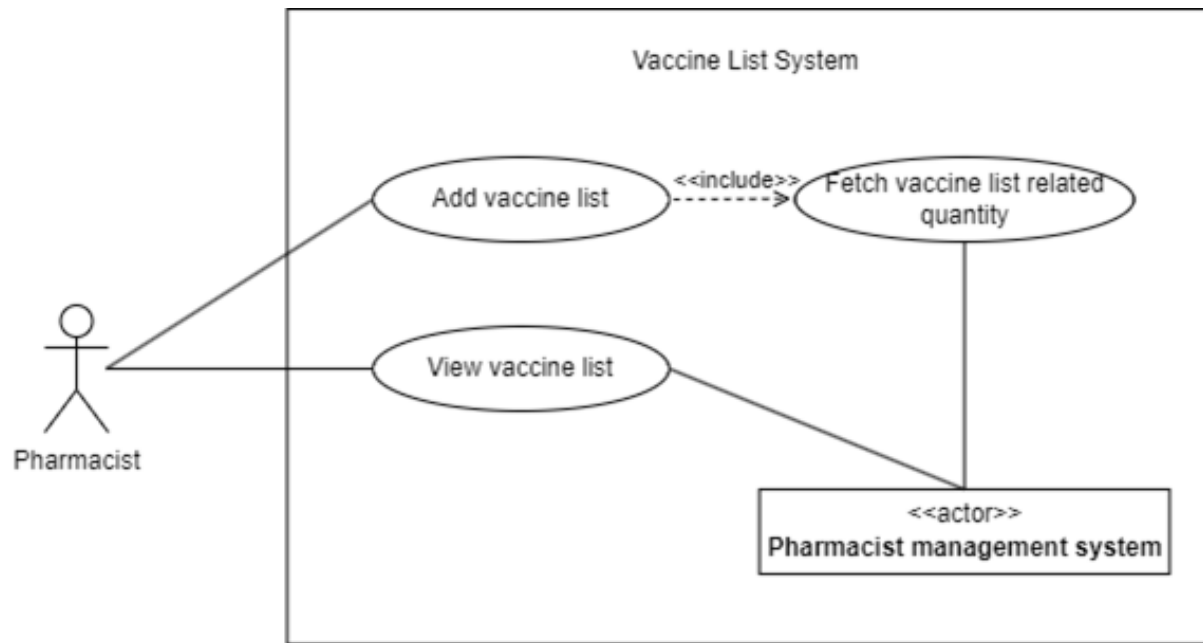 Vaccine List System
Add vaccine list
<<include>>
Fetch vaccine list related
quantity
View vaccine list
Pharmacist
<<actor>>
Pharmacist management system